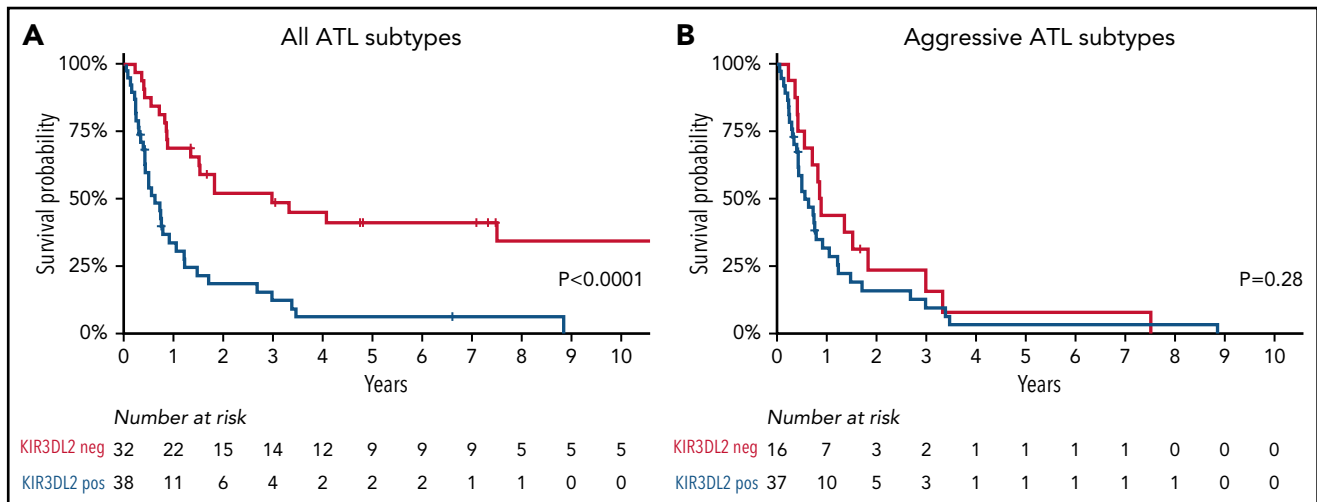 A
All ATL subtypes
100%
75%
50%
25%
0%
Survival probability
P<0.0001
0 1 2 3 4 5 6 7 8 9 10
Years
Number at risk
KIR3DL2 neg 32 22 15 14 12 9 9 9 5 5 5
KIR3DL2 pos 38 11 6 4 2 2 2 1 1 0 0
B
Aggressive ATL subtypes
100%
75%
50%
25%
0%
Survival probability
P=0.28
0 1 2 3 4 5 6 7 8 9 10
Years
Number at risk
KIR3DL2 neg 16 7 3 2 1 1 1 1 0 0 0
KIR3DL2 pos 37 10 5 3 1 1 1 1 1 0 0